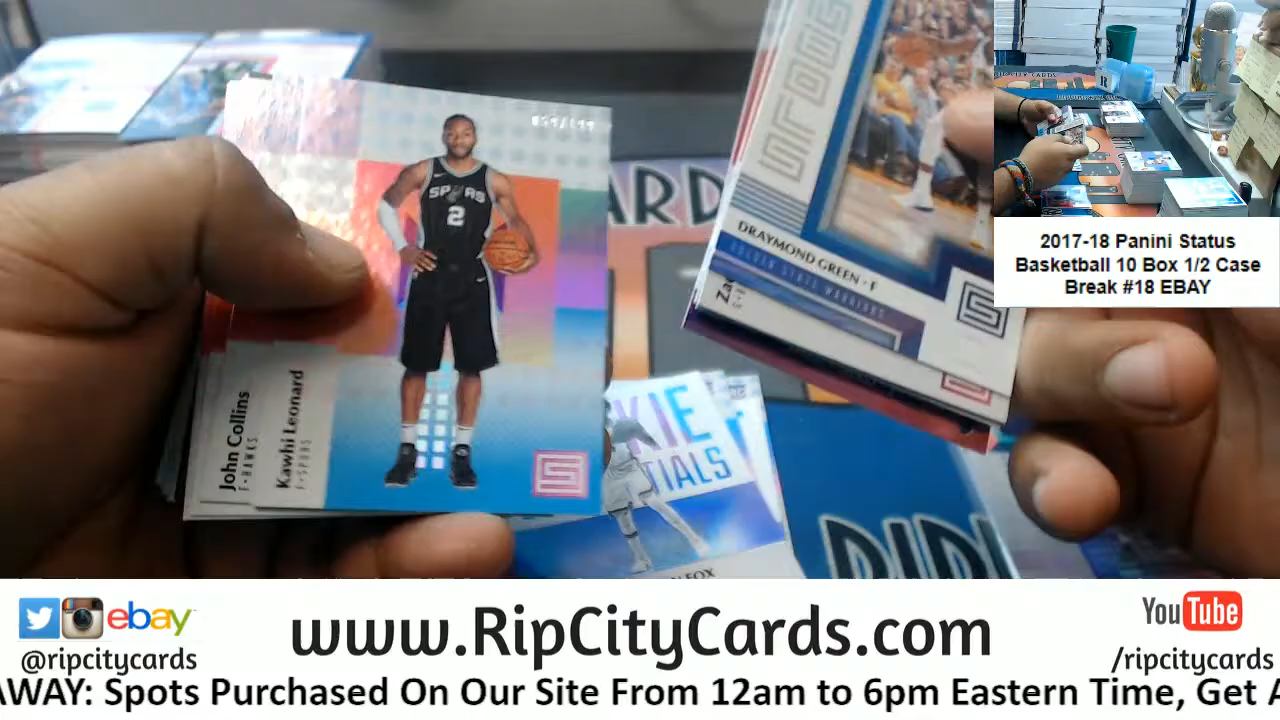 SPURS
2
John Collins
F • HAWKS
Kawhi Leonard
F • SPURS
DRAYMOND GREEN • F
GOLDEN STATE WARRIORS
ARD
KIE
TIALS
FOX
2017-18 Panini Status
Basketball 10 Box 1/2 Case
Break #18 EBAY
ebay
@ripcitycards
www.RipCityCards.com
YouTube
/ripcitycards
AWAY: Spots Purchased On Our Site From 12am to 6pm Eastern Time, Get A